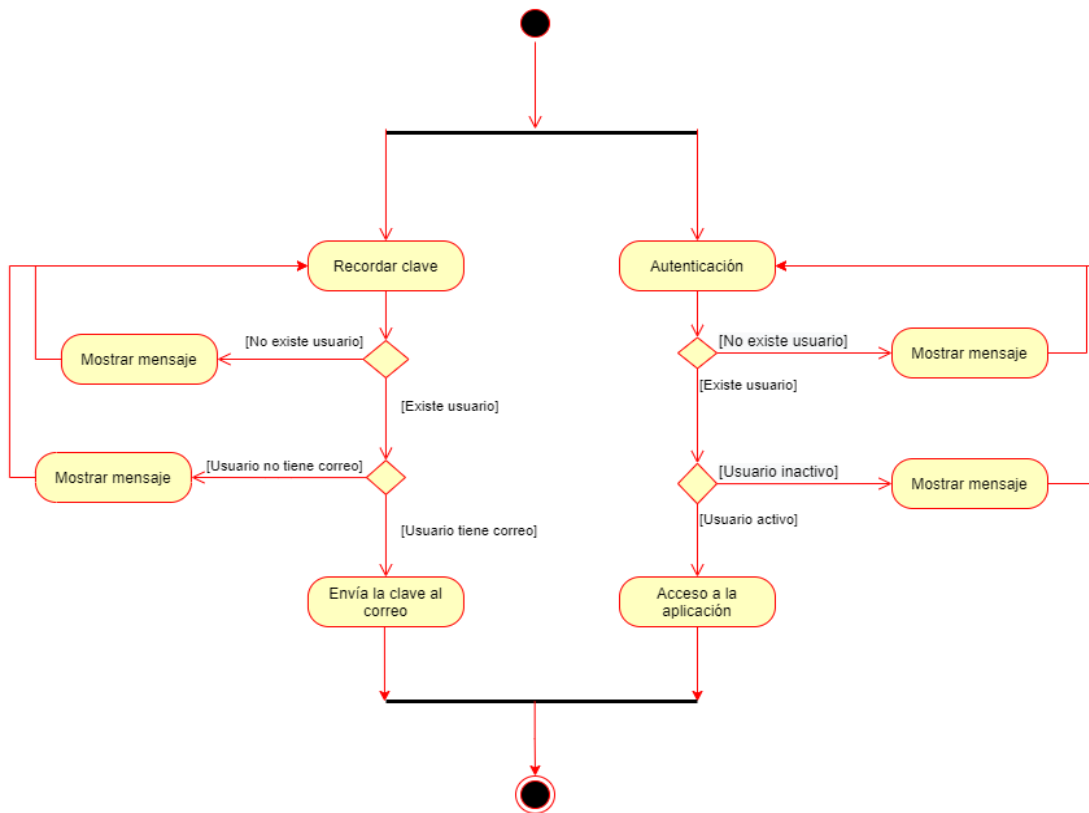 Recordar clave
Autenticación
[No existe usuario]
Mostrar mensaje
[No existe usuario]
Mostrar mensaje
[Existe usuario]
[Existe usuario]
[Usuario no tiene correo]
Mostrar mensaje
[Usuario inactivo]
Mostrar mensaje
[Usuario tiene correo]
[Usuario activo]
Envía la clave al
correo
Acceso a la
aplicación